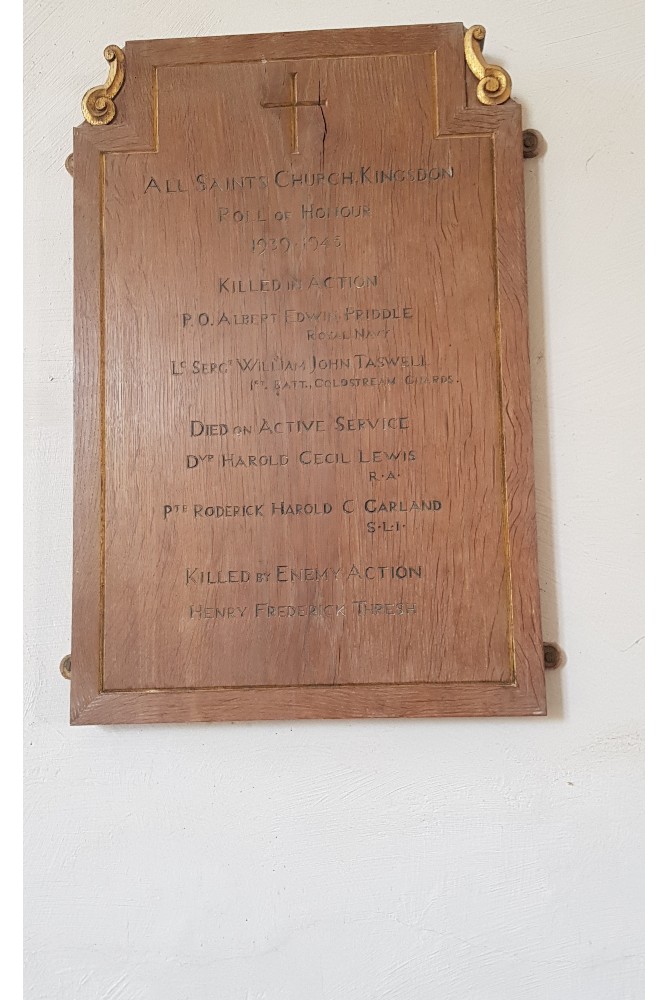 ALL SAINTS CHURCH, KINGSDON
ROLL OF HONOUR
1939-1945
KILLED IN ACTION
P.O. ALBERT EDWIN PRIDDLE
ROYAL NAVY
LC SERGT WILLIAM JOHN TASWELL
1ST BATT., COLDSTREAM GUARDS.
DIED ON ACTIVE SERVICE
DVR HAROLD CECIL LEWIS
R.A.
PTE RODERICK HAROLD C GARLAND
S.L.I.
KILLED BY ENEMY ACTION
HENRY FREDERICK THRESH